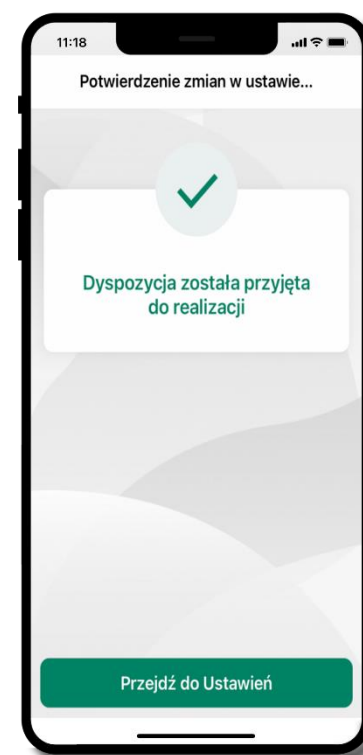 11:18
Potwierdzenie zmian w ustawie...
Dyspozycja została przyjęta
do realizacji
Przejdź do Ustawień